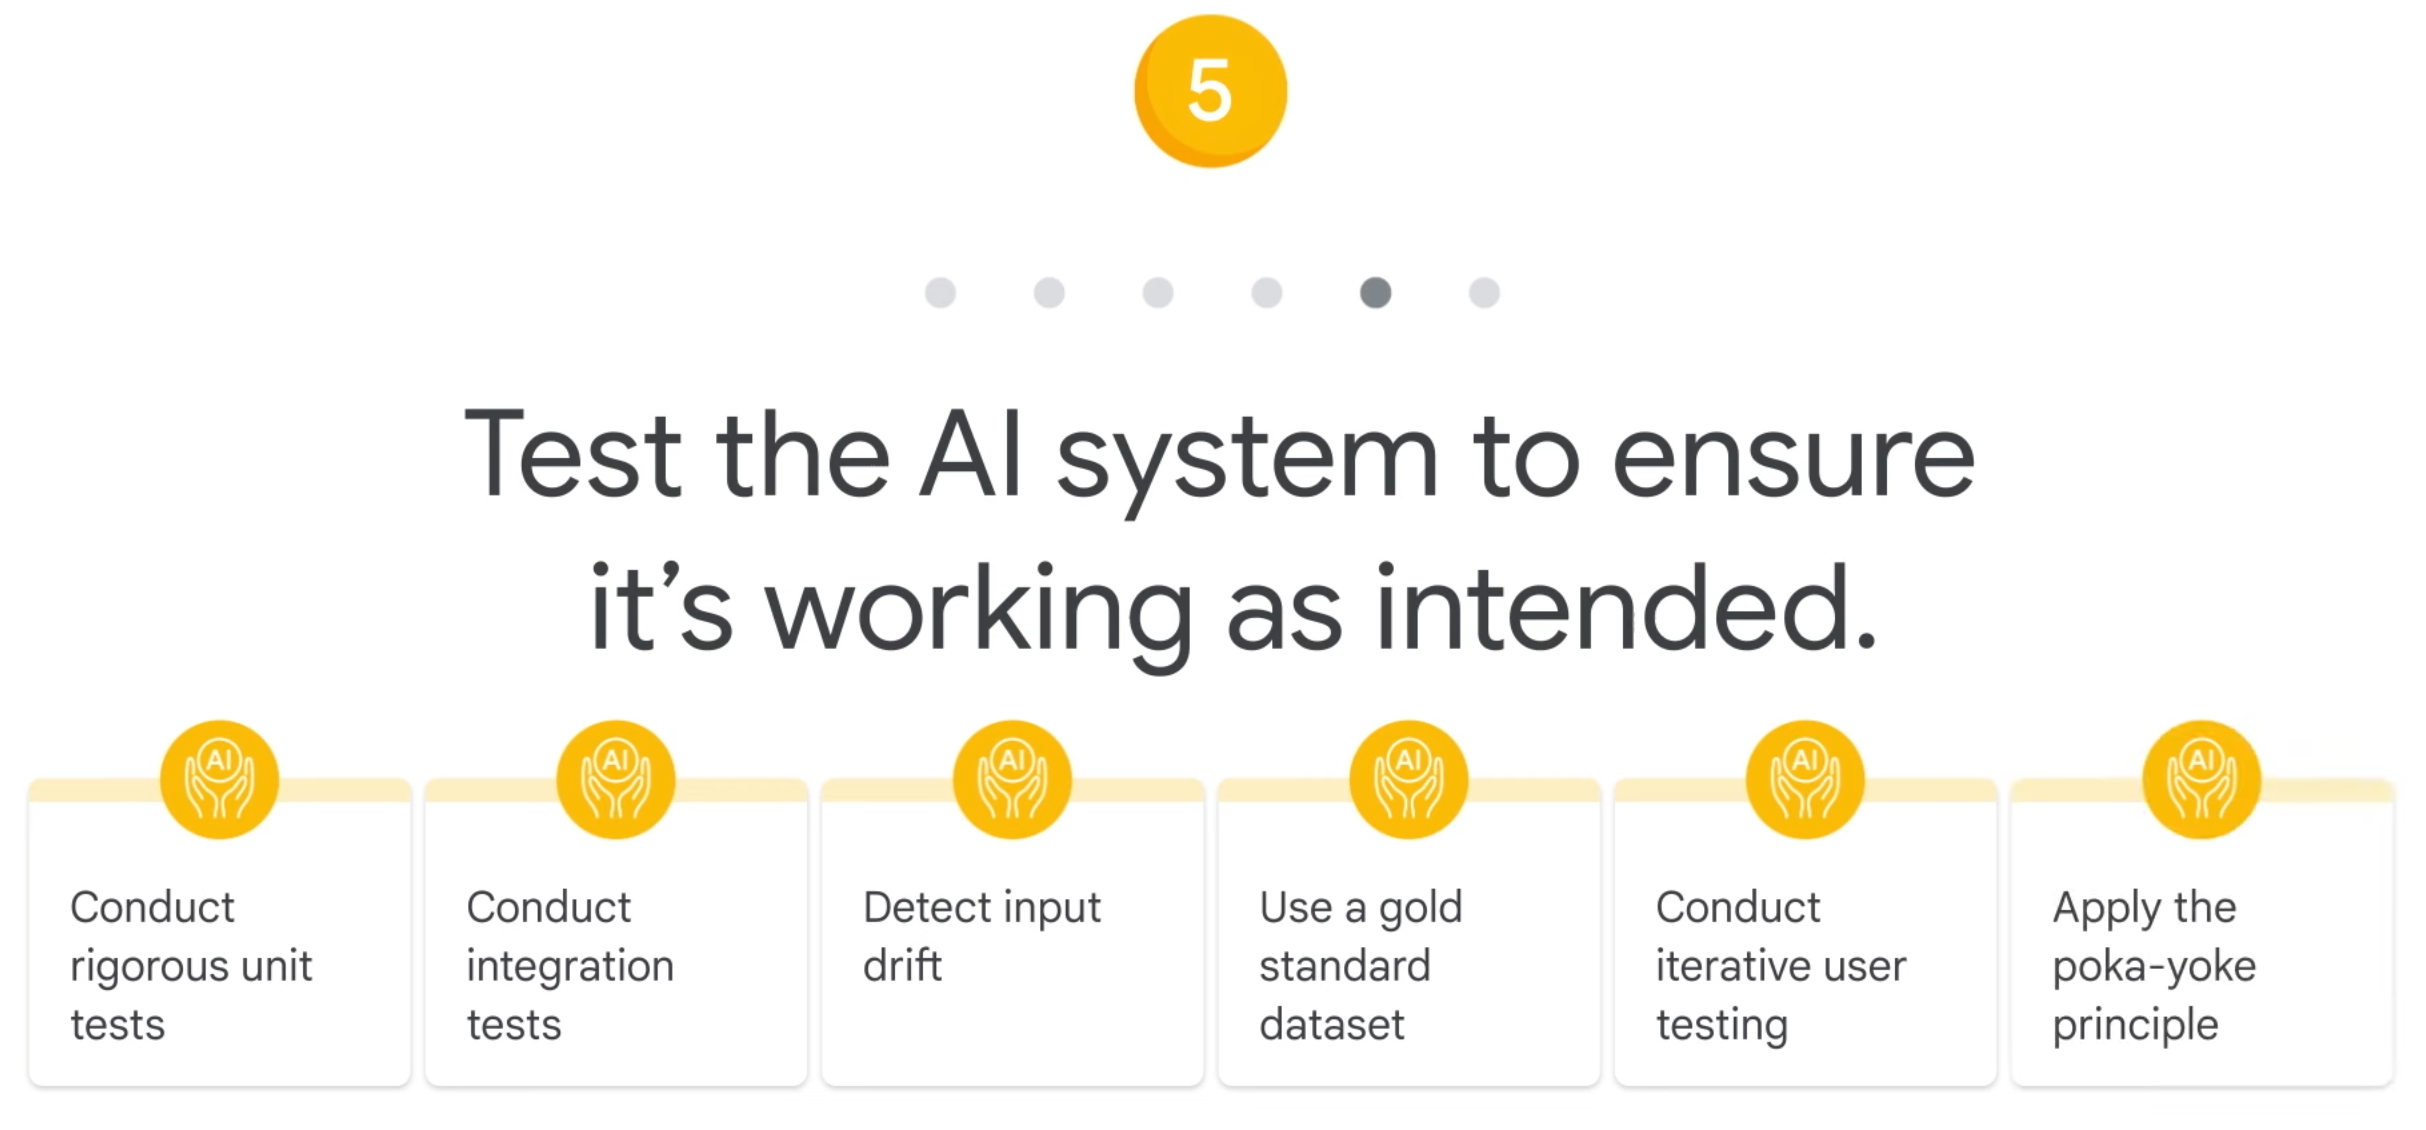 5
Test the AI system to ensure
it’s working as intended.
AI
AI
AI
AI
AI
AI
Conduct
rigorous unit
tests
Conduct
integration
tests
Detect input
drift
Use a gold
standard
dataset
Conduct
iterative user
testing
Apply the
poka-yoke
principle